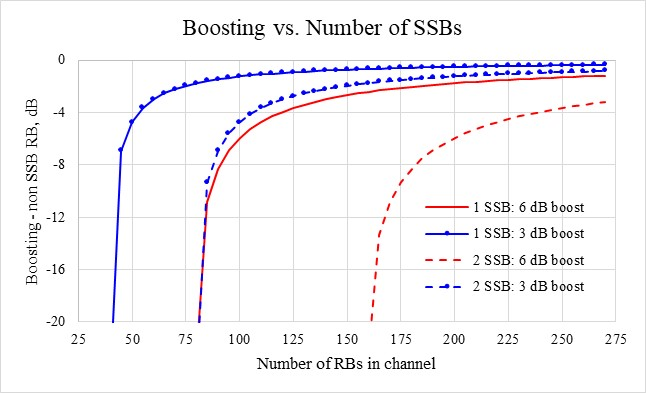 Boosting vs. Number of SSBs
0
-4
-8
-12
-16
-20
Boosting - non SSB RB, dB
1 SSB: 6 dB boost
1 SSB: 3 dB boost
2 SSB: 6 dB boost
2 SSB: 3 dB boost
25 50 75 100 125 150 175 200 225 250 275
Number of RBs in channel